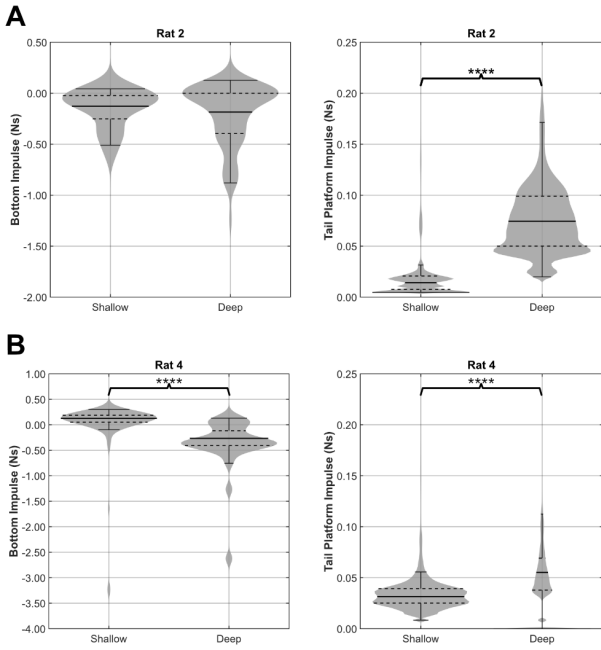 A
Rat 2
Bottom Impulse (Ns)
0.50
0.00
-0.50
-1.00
-1.50
-2.00
Shallow
Deep
Rat 2
Tail Platform Impulse (Ns)
0.25
0.20
0.15
0.10
0.05
0.00
****
Shallow
Deep
B
Rat 4
Bottom Impulse (Ns)
1.00
0.50
0.00
-0.50
-1.00
-1.50
-2.00
-2.50
-3.00
-3.50
-4.00
****
Shallow
Deep
Rat 4
Tail Platform Impulse (Ns)
0.25
0.20
0.15
0.10
0.05
0.00
****
Shallow
Deep